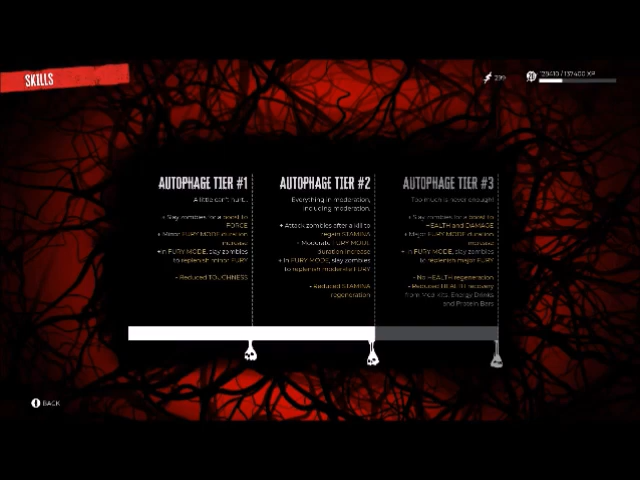 SKILLS
AUTOPHAGE TIER #1
A little can't hurt...
+ Slay zombies for a boost to
FORCE
+ Minor FURY MODE duration
increase
+ In FURY MODE, slay zombies
to replenish minor FURY
- Reduced TOUGHNESS
AUTOPHAGE TIER #2
Everything in moderation,
including moderation.
+ Attack zombies after a kill to
regain STAMINA
+ Moderate FURY MODE
duration increase
+ In FURY MODE, slay zombies
to replenish moderate FURY
- Reduced STAMINA
regeneration
AUTOPHAGE TIER #3
Too much is never enough!
+ Slay zombies for a boost to
HEALTH and DAMAGE
+ Major FURY MODE duration
increase
+ In FURY MODE, slay zombies
to replenish major FURY
- No HEALTH regeneration
- Reduced HEALTH recovery
from Med Kits, Energy Drinks
and Protein Bars
BACK